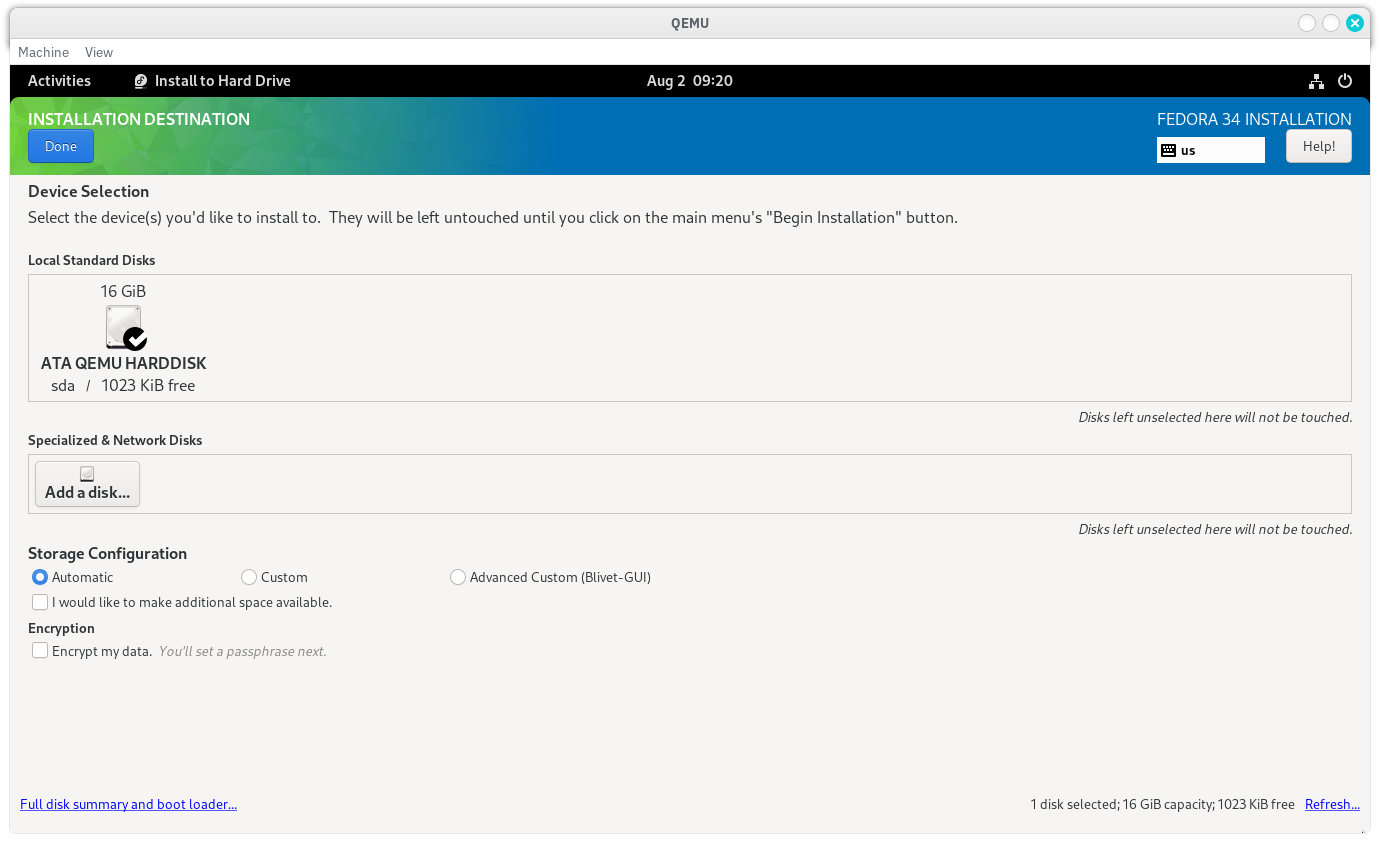 QEMU
Machine View
Activities Install to Hard Drive Aug 2 09:20
INSTALLATION DESTINATION FEDORA 34 INSTALLATION
Done us Help!
Device Selection
Select the device(s) you'd like to install to. They will be left untouched until you click on the main menu's "Begin Installation" button.
Local Standard Disks
16 GiB
ATA QEMU HARDDISK
sda / 1023 KiB free
Disks left unselected here will not be touched.
Specialized & Network Disks
Add a disk...
Disks left unselected here will not be touched.
Storage Configuration
Automatic Custom Advanced Custom (Blivet-GUI)
I would like to make additional space available.
Encryption
Encrypt my data. You'll set a passphrase next.
Full disk summary and boot loader... 1 disk selected; 16 GiB capacity; 1023 KiB free Refresh...